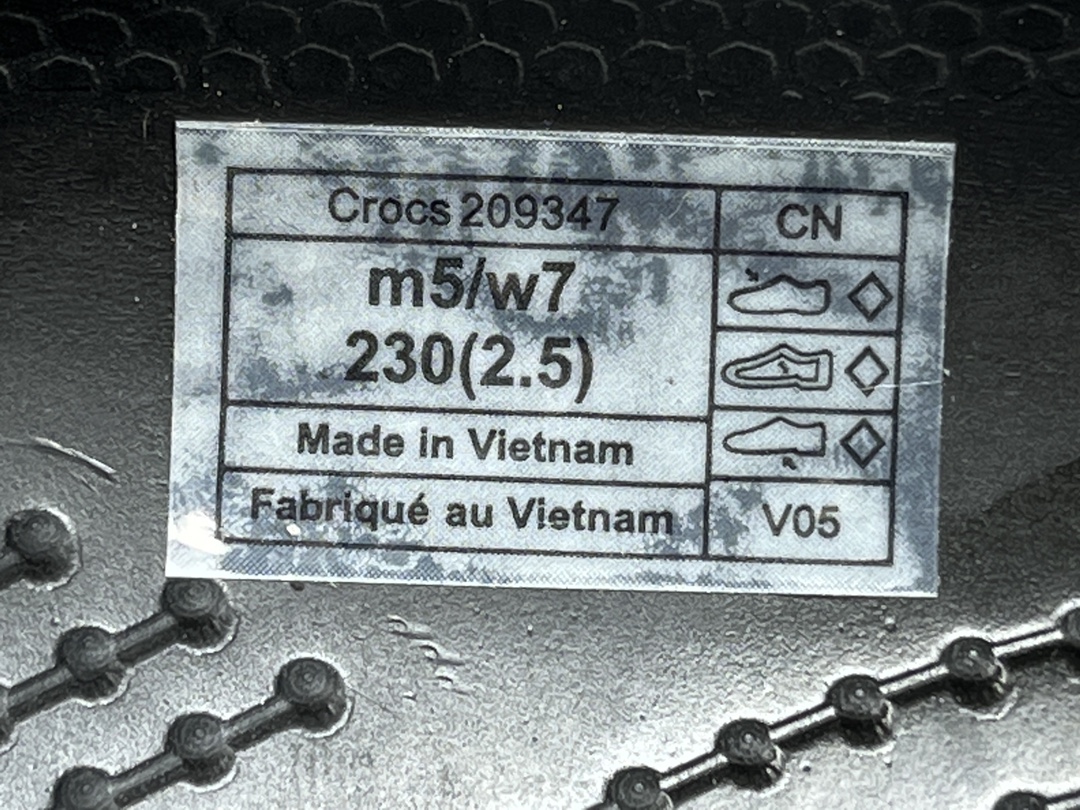 Crocs 209347
CN
m5/w7
230(2.5)
Made in Vietnam
Fabriqué au Vietnam
V05